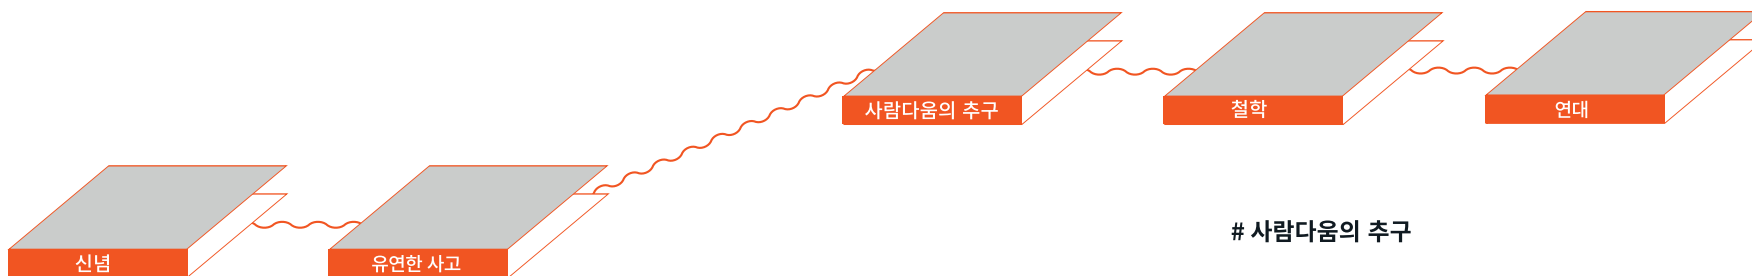 사람다움의 추구
철학
연대
# 사람다움의 추구
신념
유연한 사고